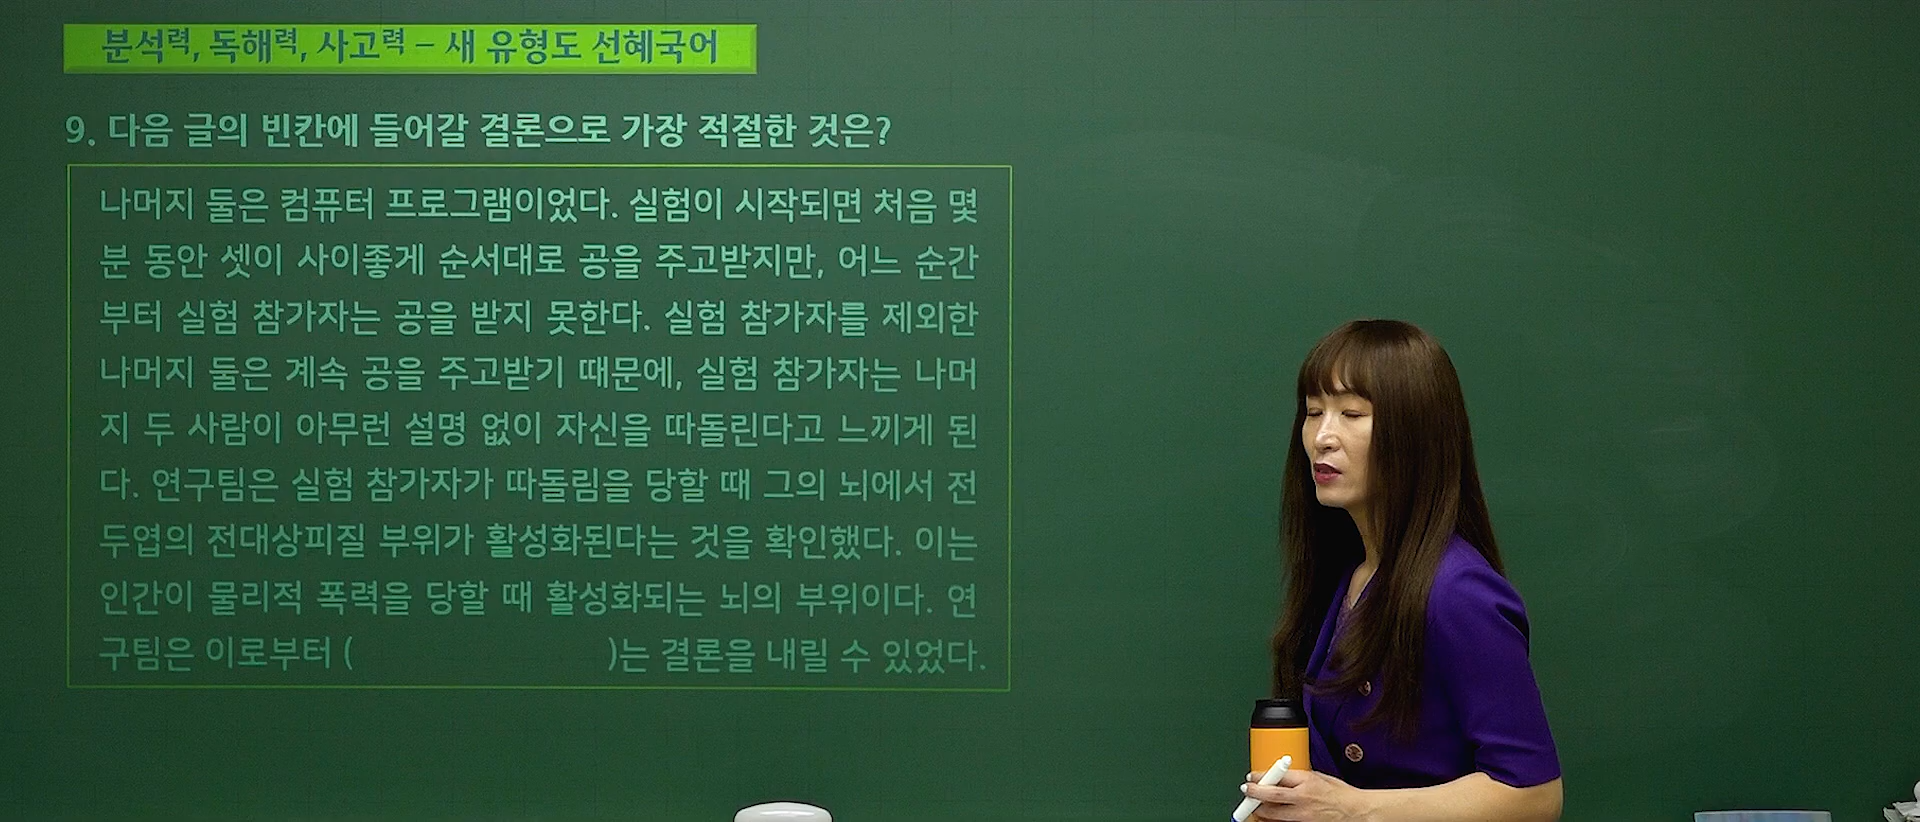 분석력, 독해력, 사고력 – 새 유형도 선혜국어
9. 다음 글의 빈칸에 들어갈 결론으로 가장 적절한 것은?
나머지 둘은 컴퓨터 프로그램이었다. 실험이 시작되면 처음 몇
분 동안 셋이 사이좋게 순서대로 공을 주고받지만, 어느 순간
부터 실험 참가자는 공을 받지 못한다. 실험 참가자를 제외한
나머지 둘은 계속 공을 주고받기 때문에, 실험 참가자는 나머
지 두 사람이 아무런 설명 없이 자신을 따돌린다고 느끼게 된
다. 연구팀은 실험 참가자가 따돌림을 당할 때 그의 뇌에서 전
두엽의 전대상피질 부위가 활성화된다는 것을 확인했다. 이는
인간이 물리적 폭력을 당할 때 활성화되는 뇌의 부위이다. 연
구팀은 이로부터 ( )는 결론을 내릴 수 있었다.